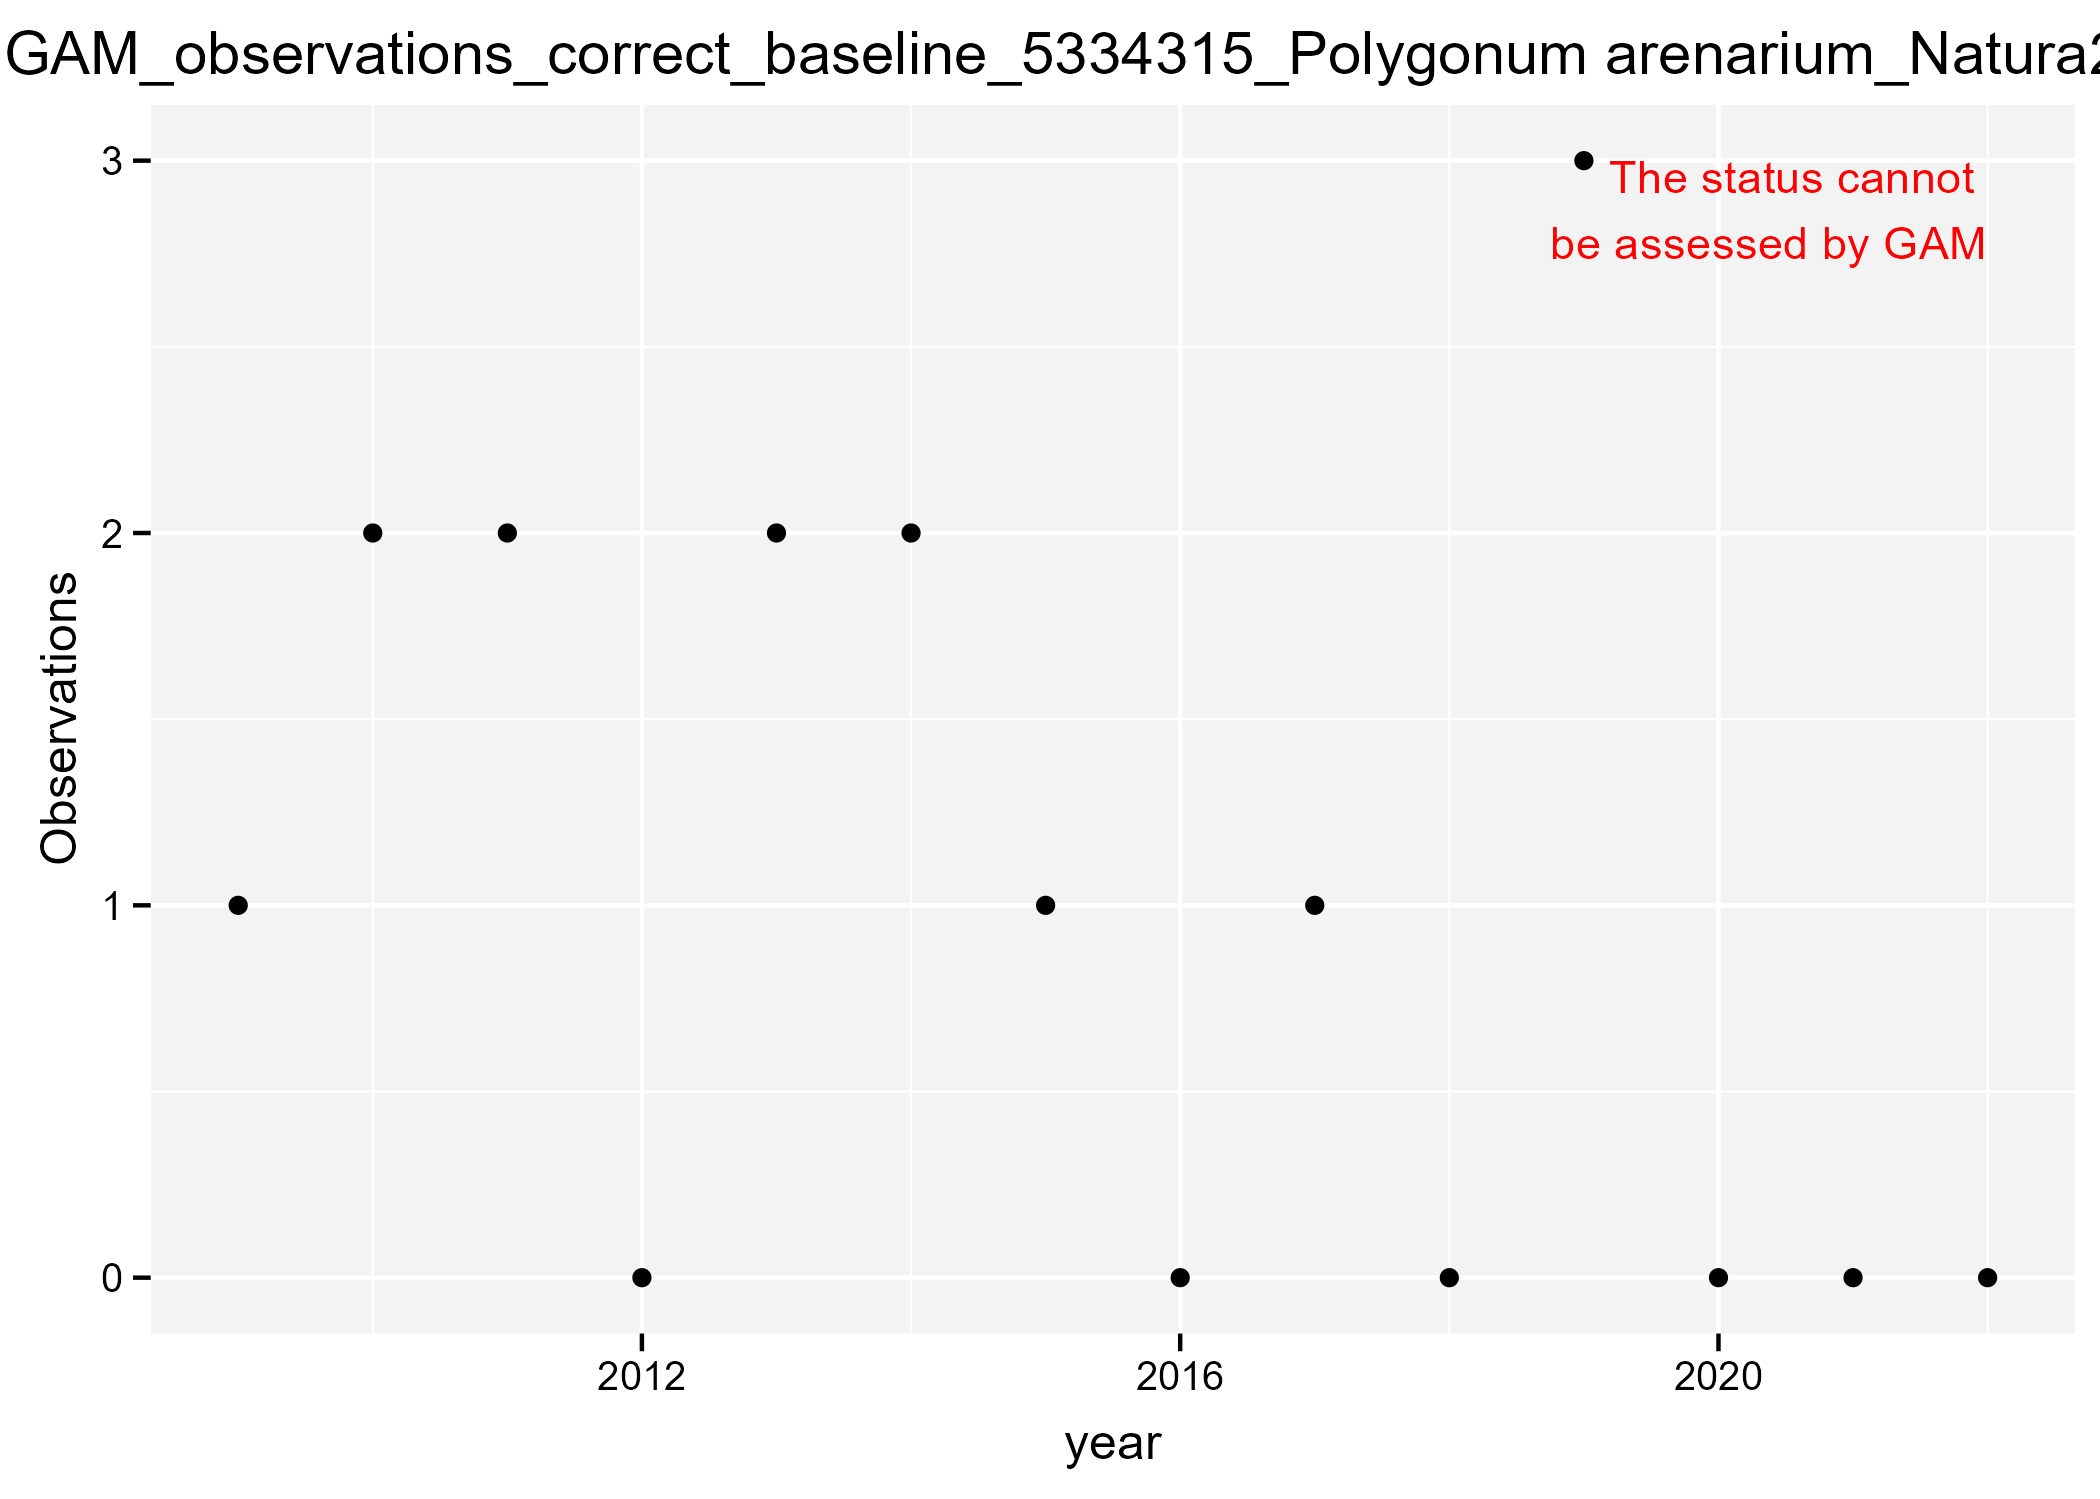 GAM_observations_correct_baseline_5334315_Polygonum arenarium_Natura2
3
The status cannot
be assessed by GAM
2
Observations
1
0
2012 2016 2020
year